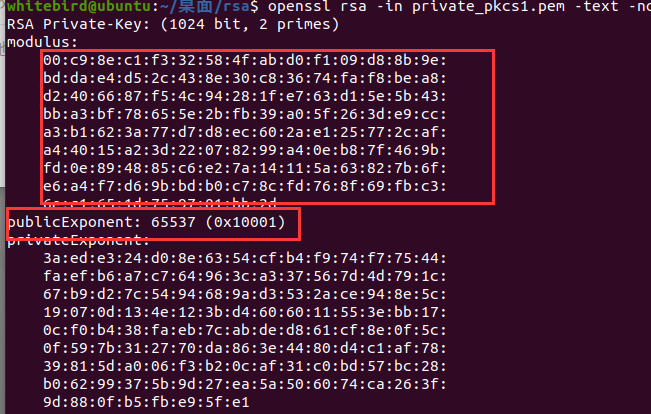 whitebird@ubuntu:~/桌面/rsa$ openssl rsa -in private_pkcs1.pem -text -no
RSA Private-Key: (1024 bit, 2 primes)
modulus:
00:c9:8e:c1:f3:32:58:4f:ab:d0:f1:09:d8:8b:9e:
bd:da:e4:d5:2c:43:8e:30:c8:36:74:fa:f8:be:a8:
d2:40:66:87:f5:4c:94:28:1f:e7:63:d1:5e:5b:43:
bb:a3:bf:78:65:5e:2b:fb:39:a0:5f:26:3d:e9:cc:
a3:b1:62:3a:77:d7:d8:ec:60:2a:e1:25:77:2c:af:
a4:40:15:a2:3d:22:07:82:99:a4:0e:b8:7f:46:9b:
fd:0e:89:48:85:c6:e2:7a:14:11:5a:63:82:7b:6f:
e6:a4:f7:d6:9b:bd:b0:c7:8c:fd:76:8f:69:fb:c3:
publicExponent: 65537 (0x10001)
privateExponent:
3a:ed:e3:24:d0:8e:63:54:cf:b4:f9:74:f7:75:44:
fa:ef:b6:a7:c7:64:96:3c:a3:37:56:7d:4d:79:1c:
67:b9:d2:7c:54:94:68:9a:d3:53:2a:ce:94:8e:5c:
19:07:0d:13:4e:12:3b:d4:60:60:11:55:3e:bb:17:
0c:f0:b4:38:fa:eb:7c:ab:de:d8:61:cf:8e:0f:5c:
0f:59:7b:31:27:70:da:86:3e:44:80:d4:c1:af:78:
39:81:5d:a0:06:f3:b2:0c:af:31:c0:bd:57:bc:28:
b0:62:99:37:5b:9d:27:ea:5a:50:60:74:ca:26:3f:
9d:88:0f:b5:fb:e9:5f:e1